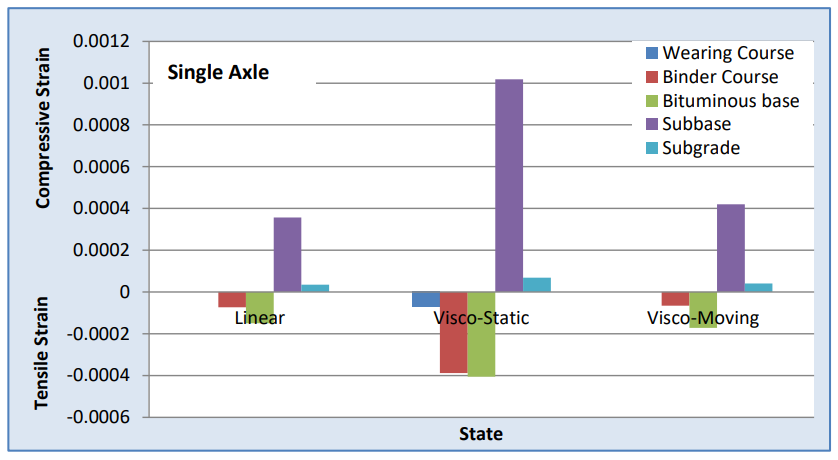 Single Axle
Compressive Strain
Tensile Strain
0.0012
0.001
0.0008
0.0006
0.0004
0.0002
0
-0.0002
-0.0004
-0.0006
Wearing Course
Binder Course
Bituminous base
Subbase
Subgrade
Linear
Visco-Static
Visco-Moving
State